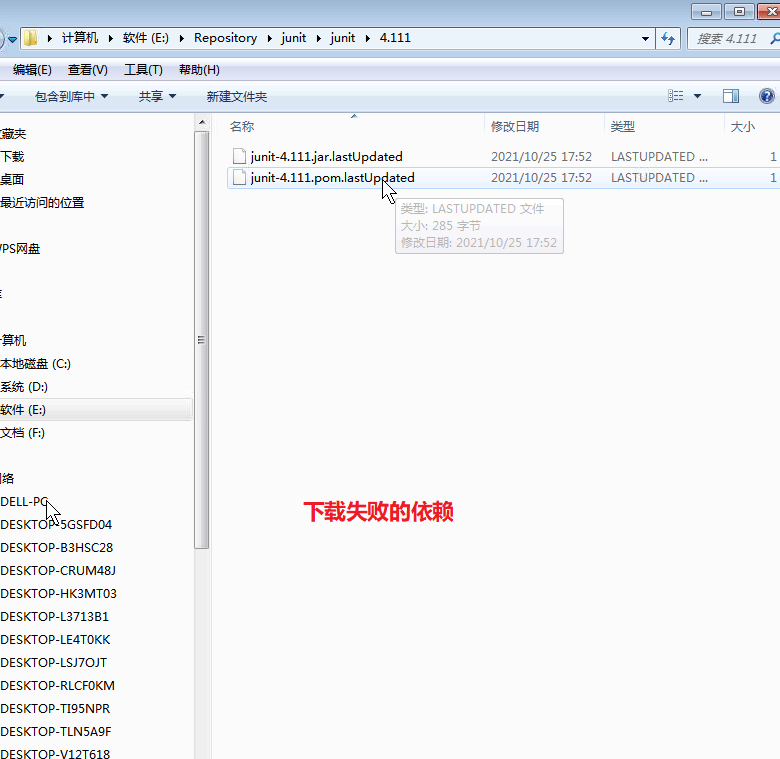 计算机 软件 (E:) Repository junit junit 4.111
搜索 4.111
编辑(E) 查看(V) 工具(T) 帮助(H)
包含到库中 共享 新建文件夹
藏夹
下载
桌面
最近访问的位置
WPS网盘
库
计算机
本地磁盘 (C:)
系统 (D:)
软件 (E:)
文档 (F:)
网络
DELL-PC
DESKTOP-5GSFD04
DESKTOP-B3HSC28
DESKTOP-CRUM48J
DESKTOP-HK3MT03
DESKTOP-L3713B1
DESKTOP-LE4T0KK
DESKTOP-LSJ7OJT
DESKTOP-RLCF0KM
DESKTOP-TI95NPR
DESKTOP-TLN5A9F
DESKTOP-V12T618
名称 修改日期 类型 大小
junit-4.111.jar.lastUpdated 2021/10/25 17:52 LASTUPDATED ... 1
junit-4.111.pom.lastUpdated 2021/10/25 17:52 LASTUPDATED ... 1
类型: LASTUPDATED 文件
大小: 285 字节
修改日期: 2021/10/25 17:52
下载失败的依赖